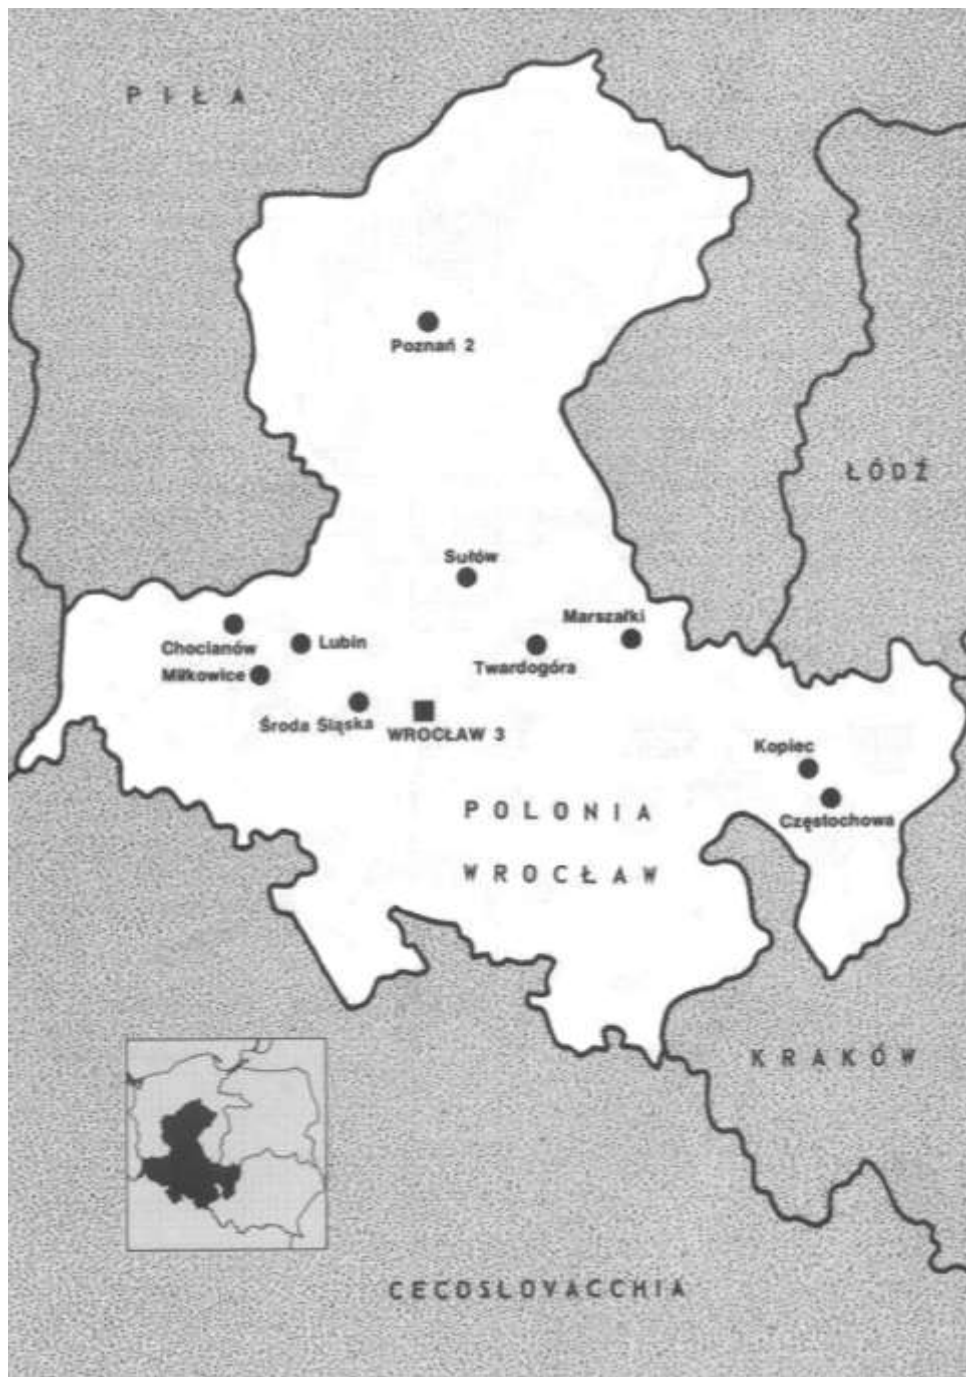 PIŁA
Poznań 2
ŁÓDŹ
Sułów
Marszałki
Chocianów
Lubin
Twardogóra
Miłkowice
Środa Śląska
WROCŁAW 3
Kopiec
POLONIA
Częstochowa
WROCŁAW
KRAKÓW
CECOSŁOVACCHIA